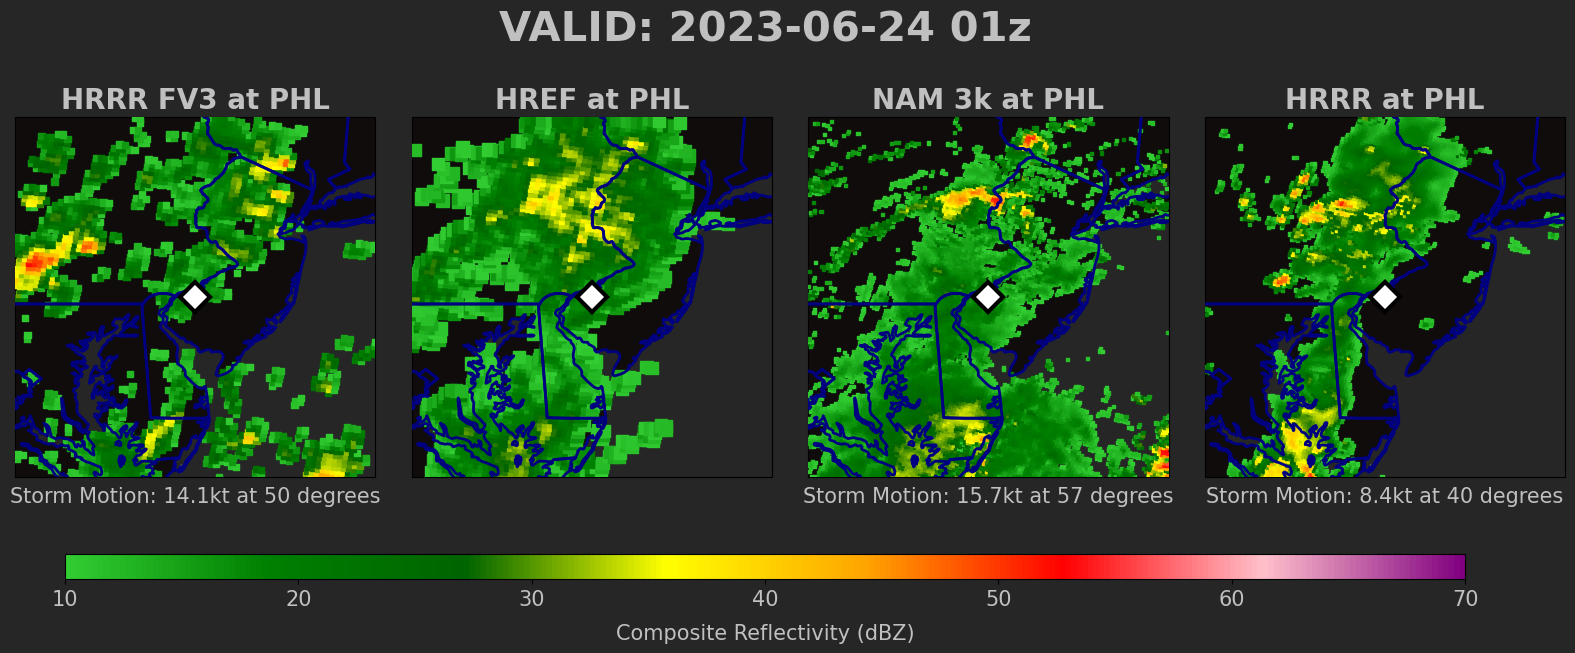 VALID: 2023-06-24 01z
HRRR FV3 at PHL
HREF at PHL
NAM 3k at PHL
HRRR at PHL
Storm Motion: 14.1kt at 50 degrees
Storm Motion: 15.7kt at 57 degrees
Storm Motion: 8.4kt at 40 degrees
10 20 30 40 50 60 70
Composite Reflectivity (dBZ)